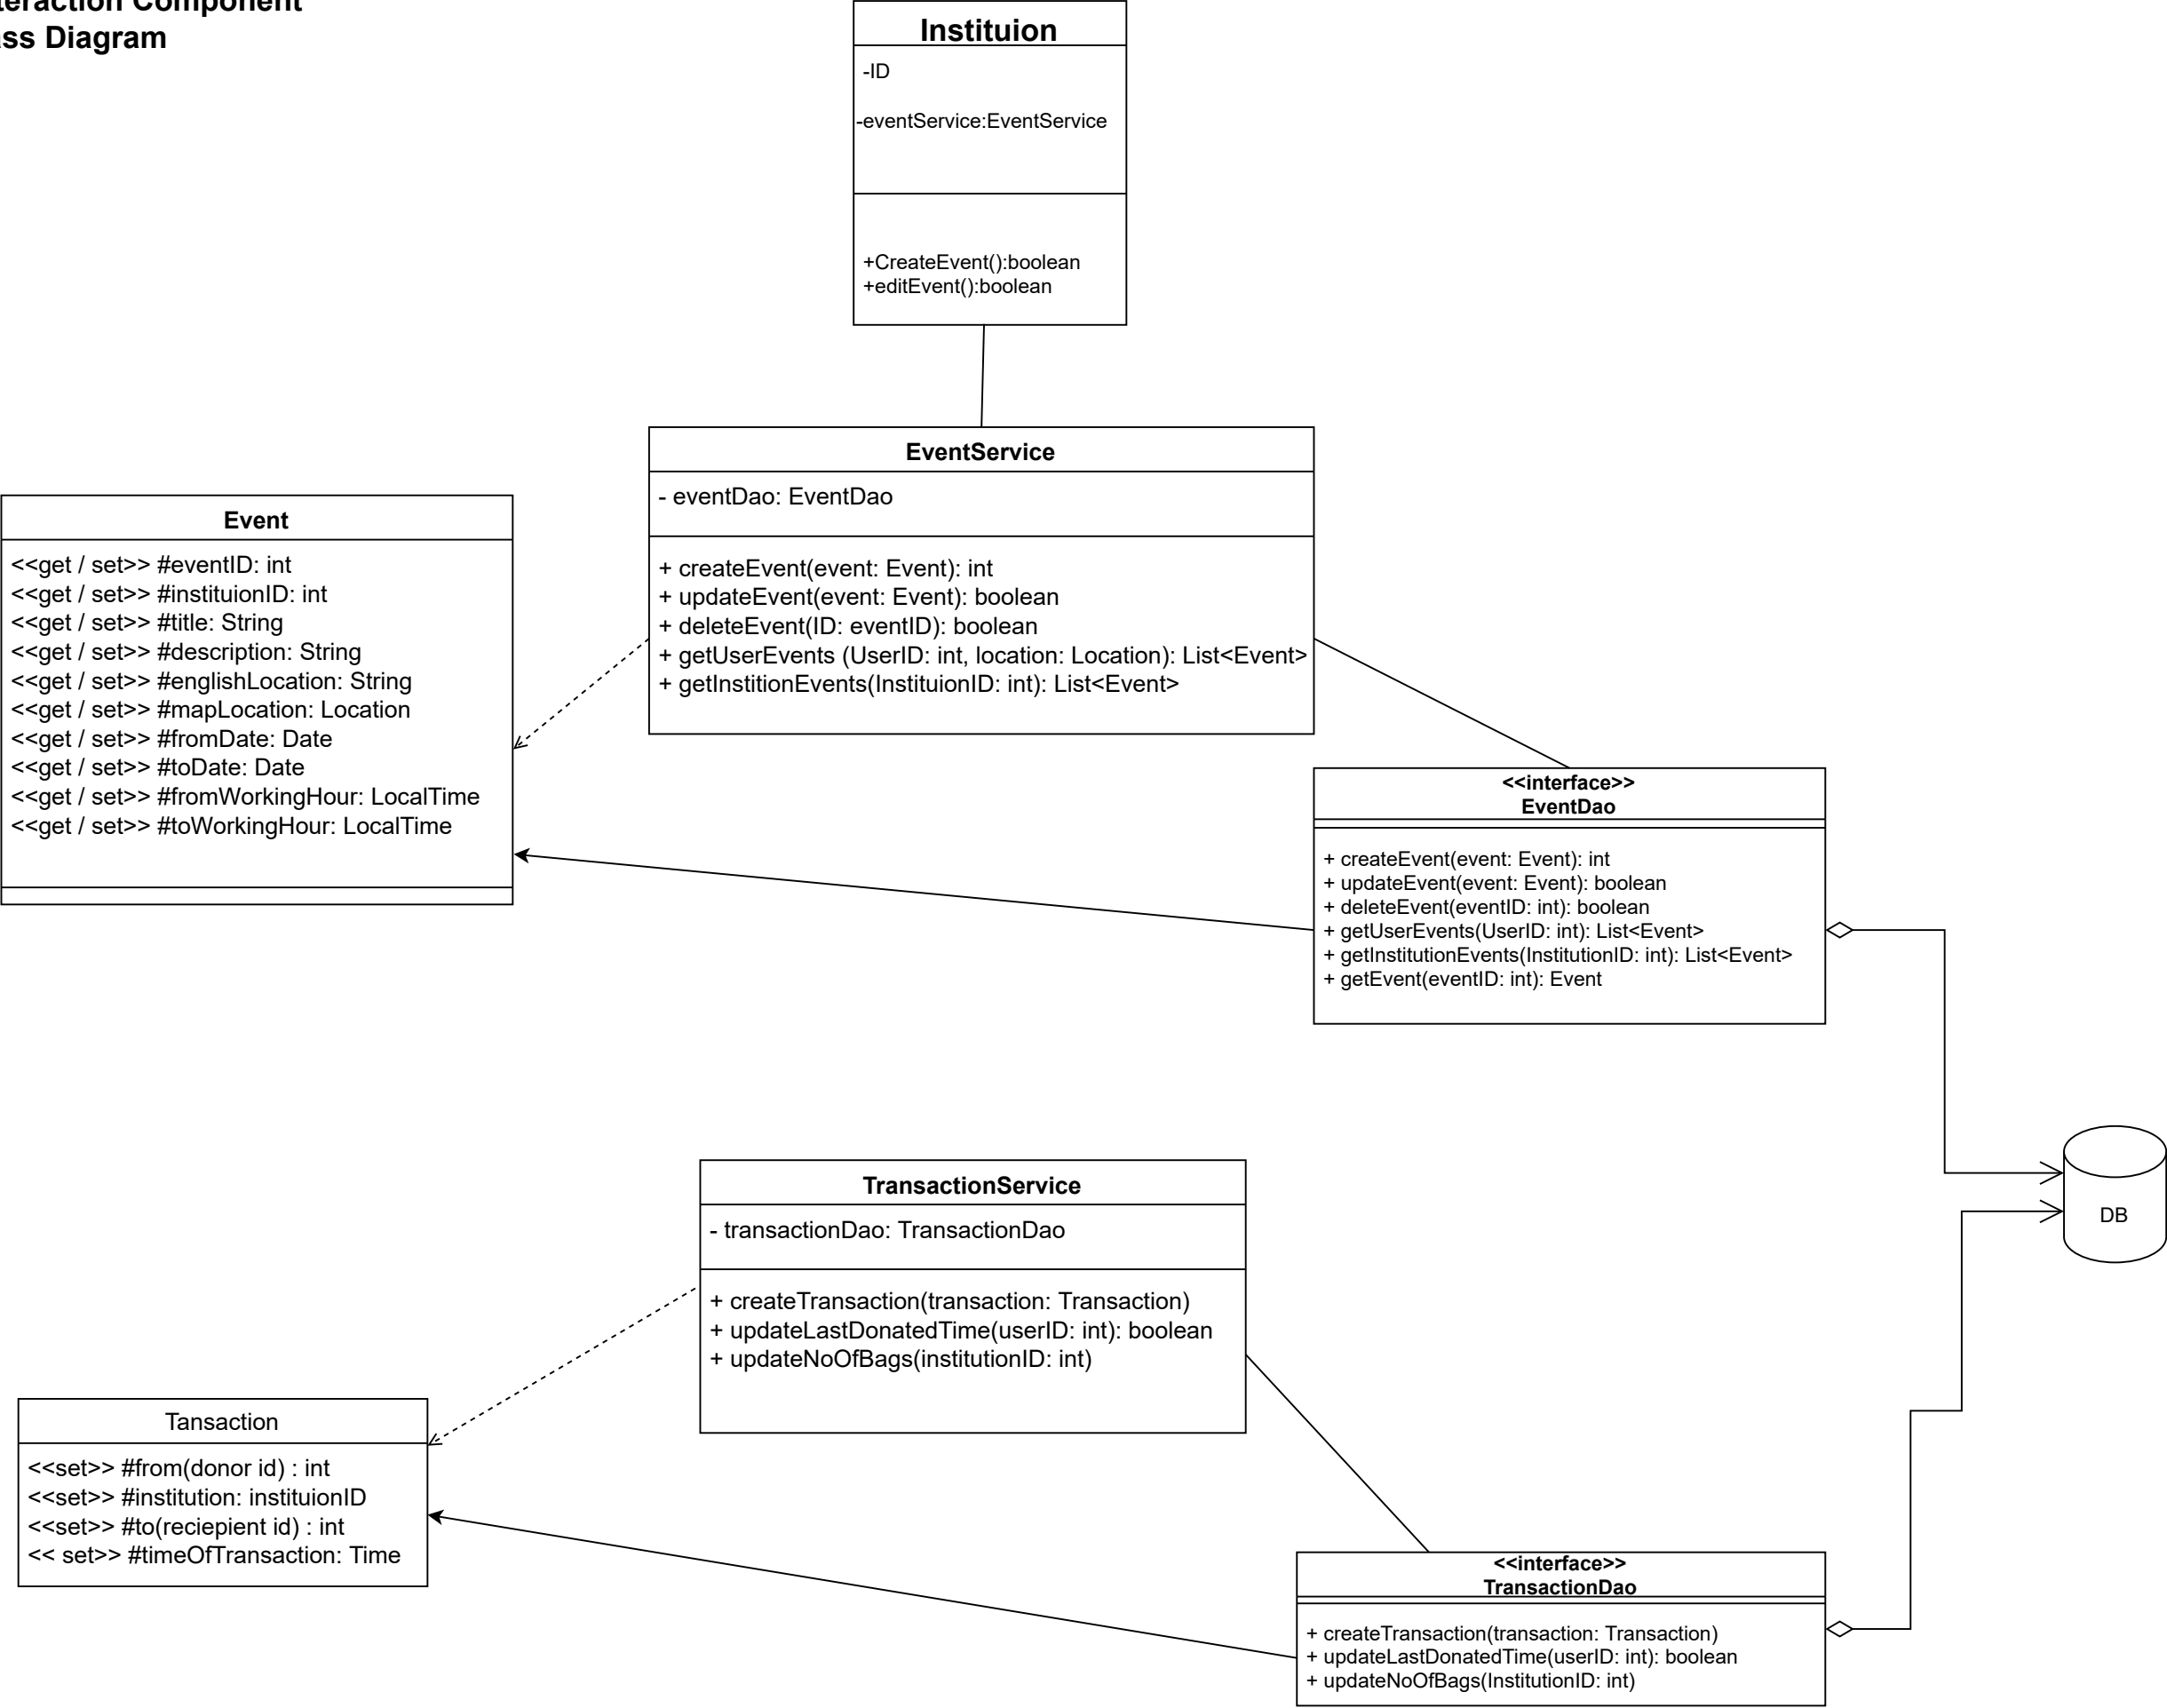 Component
Diagram
Instituion
-ID
-eventService:EventService
+CreateEvent():boolean
+editEvent():boolean
EventService
- eventDao: EventDao
+ createEvent(event: Event): int
+ updateEvent(event: Event): boolean
+ deleteEvent(ID: eventID): boolean
+ getUserEvents (UserID: int, location: Location): List<Event>
+ getInstitionEvents(InstituionID: int): List<Event>
Event
<<get / set>> #eventID: int
<<get / set>> #instituionID: int
<<get / set>> #title: String
<<get / set>> #description: String
<<get / set>> #englishLocation: String
<<get / set>> #mapLocation: Location
<<get / set>> #fromDate: Date
<<get / set>> #toDate: Date
<<get / set>> #fromWorkingHour: LocalTime
<<get / set>> #toWorkingHour: LocalTime
<<interface>>
EventDao
+ createEvent(event: Event): int
+ updateEvent(event: Event): boolean
+ deleteEvent(eventID: int): boolean
+ getUserEvents(UserID: int): List<Event>
+ getInstitutionEvents(InstitutionID: int): List<Event>
+ getEvent(eventID: int): Event
DB
TransactionService
- transactionDao: TransactionDao
+ createTransaction(transaction: Transaction)
+ updateLastDonatedTime(userID: int): boolean
+ updateNoOfBags(institutionID: int)
Tansaction
<<set>> #from(donor id) : int
<<set>> #institution: instituionID
<<set>> #to(reciepient id) : int
<< set>> #timeOfTransaction: Time
<<interface>>
TransactionDao
+ createTransaction(transaction: Transaction)
+ updateLastDonatedTime(userID: int): boolean
+ updateNoOfBags(InstitutionID: int)